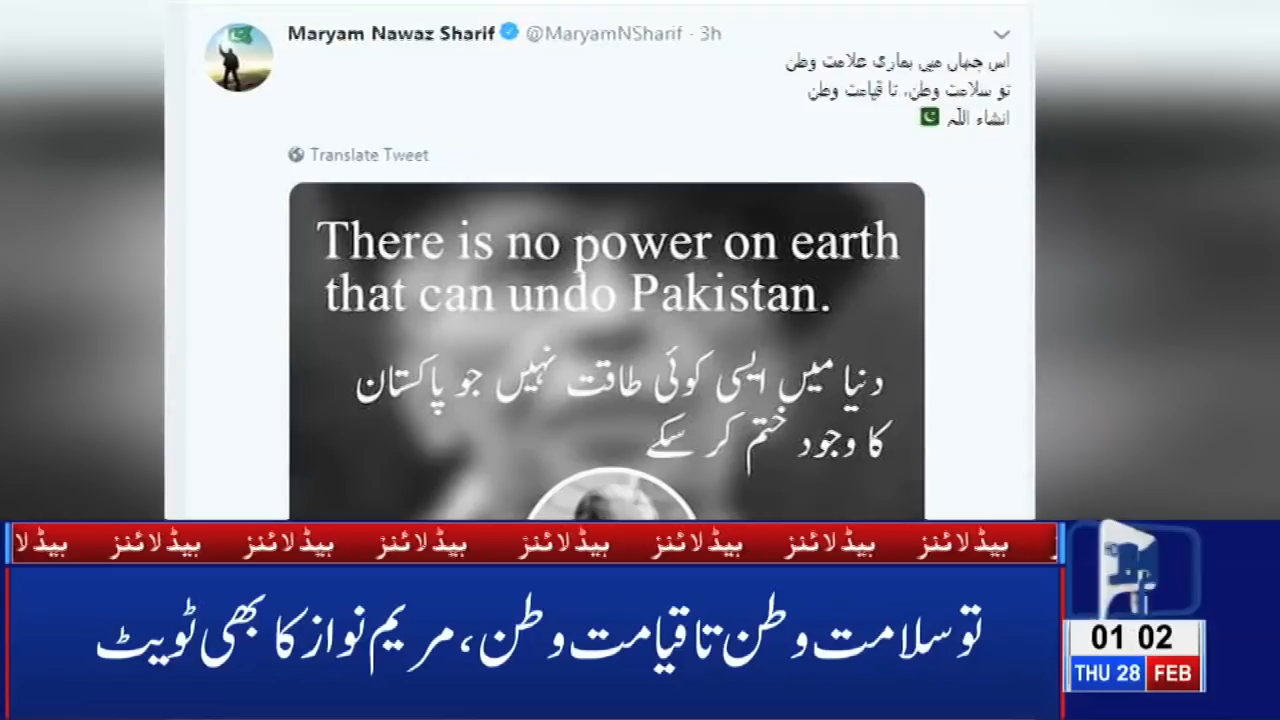 Maryam Nawaz Sharif @MaryamNSharif · 3h
اس جہاں میں ہماری علامت وطن
تو سلامت وطن، تا قیامت وطن
انشاء اللّہ
Translate Tweet
There is no power on earth
that can undo Pakistan.
دنیا میں ایسی کوئی طاقت نہیں جو پاکستان
کا وجود ختم کر سکے
ہیڈلائنز ہیڈلائنز ہیڈلائنز ہیڈلائنز ہیڈلائنز ہیڈلائنز ہیڈلائنز ہیڈلا
تو سلامت وطن تا قیامت وطن، مریم نواز کا بھی ٹویٹ
01 02
THU 28 FEB